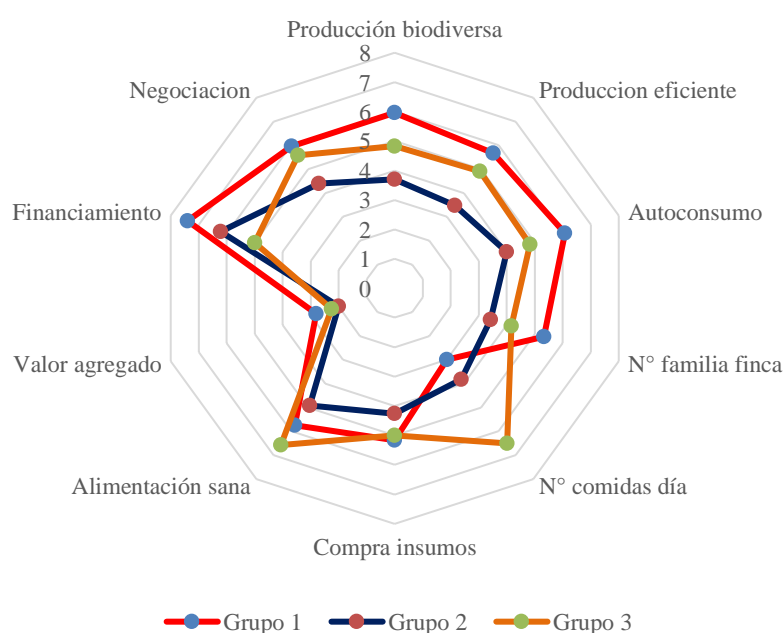 Producción biodiversa
Produccion eficiente
Autoconsumo
N° familia finca
N° comidas día
Compra insumos
Alimentación sana
Valor agregado
Financiamiento
Negociacion
8
7
6
5
4
3
2
1
0
Grupo 1
Grupo 2
Grupo 3